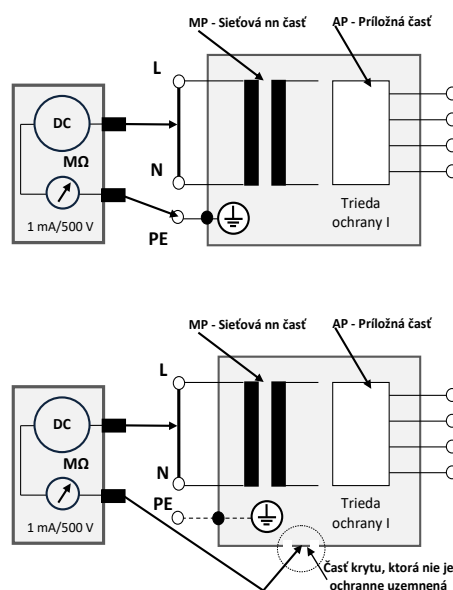 MP - Sieťová nn časť
AP - Príložná časť
L
DC
MΩ
N
1 mA/500 V
PE
Trieda
ochrany I
MP - Sieťová nn časť
AP - Príložná časť
L
DC
MΩ
N
PE
1 mA/500 V
Trieda
ochrany I
Časť krytu, ktorá nie je
ochranne uzemnená